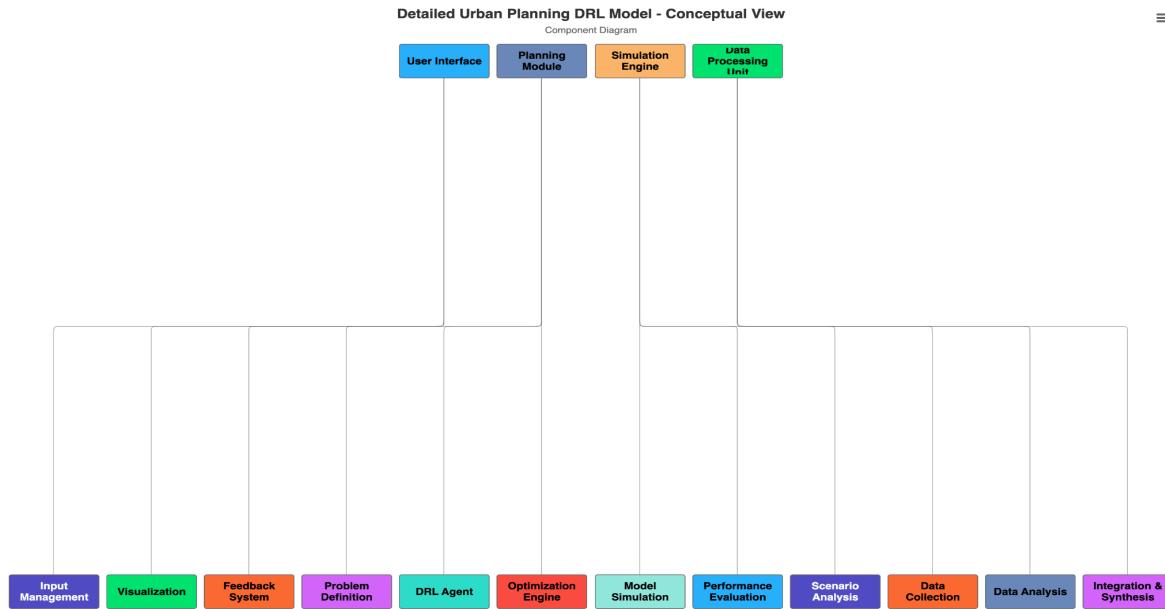 Detailed Urban Planning DRL Model - Conceptual View
Component Diagram
User Interface
Planning
Module
Simulation
Engine
Data
Processing
Unit
Input
Management
Visualization
Feedback
System
Problem
Definition
DRL Agent
Optimization
Engine
Model
Simulation
Performance
Evaluation
Scenario
Analysis
Data
Collection
Data Analysis
Integration &
Synthesis